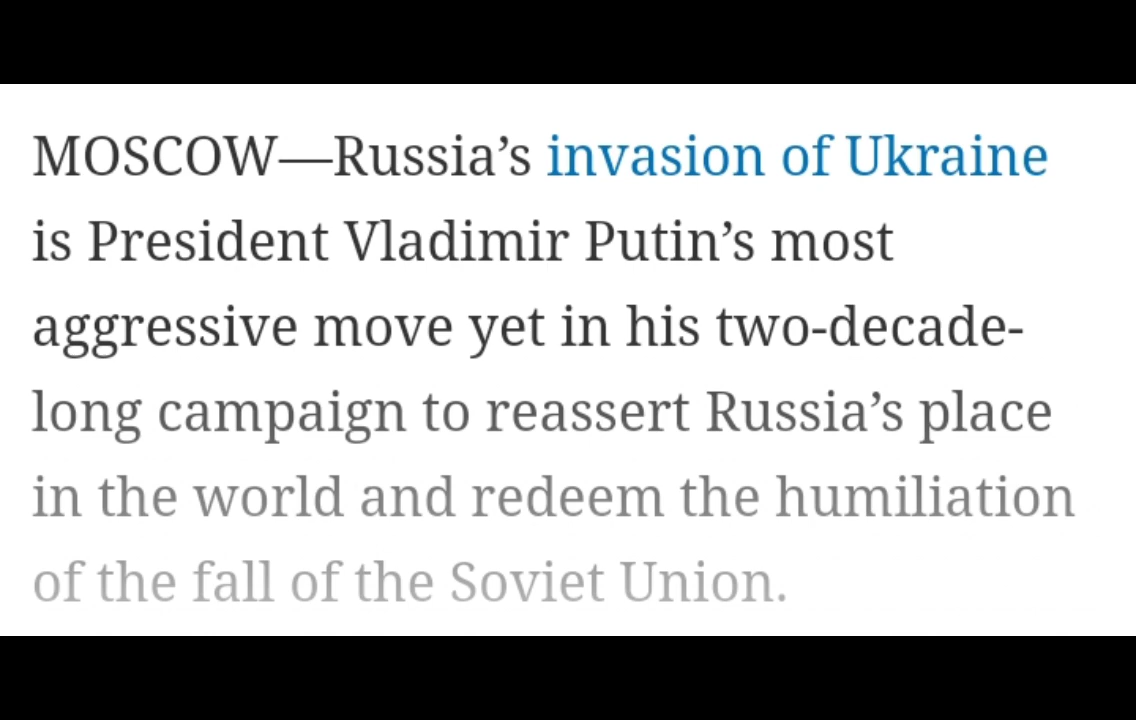 MOSCOW—Russia’s invasion of Ukraine
is President Vladimir Putin’s most
aggressive move yet in his two-decade-
long campaign to reassert Russia’s place
in the world and redeem the humiliation
of the fall of the Soviet Union.